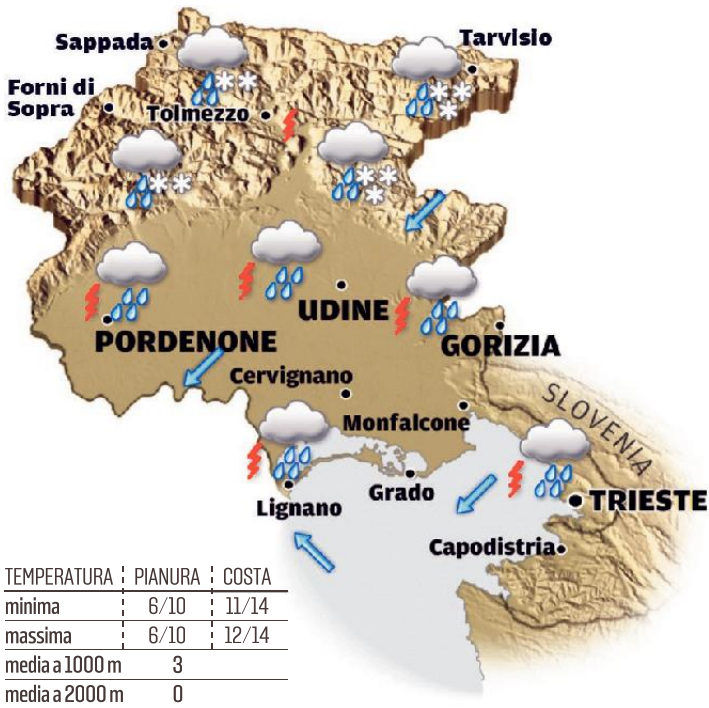 Sappada
Tarvisio
Forni di
Sopra
Tolmezzo
UDINE
PORDENONE
GORIZIA
Cervignano
SLOVENIA
Monfalcone
Grado
Lignano
TRIESTE
Capodistria
TEMPERATURA PIANURA COSTA
minima 6/10 11/14
massima 6/10 12/14
media a 1000 m 3
media a 2000 m 0